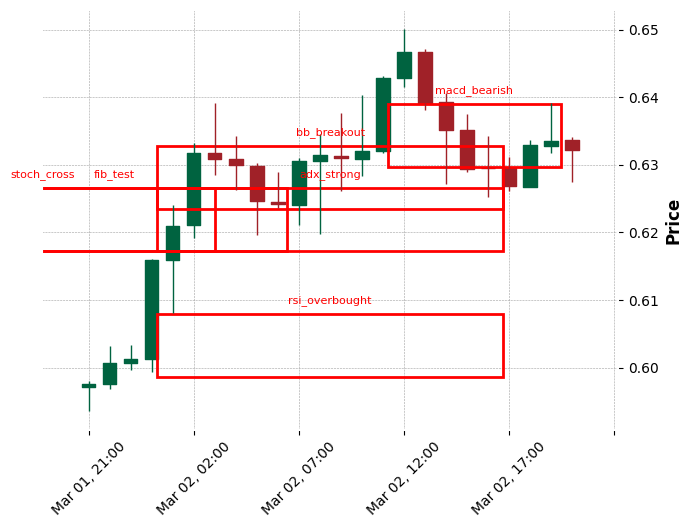 0.65
macd_bearish
0.64
bb_breakout
0.63
stoch_cross
fib_test
adx_strong
0.62
Price
rsi_overbought
0.61
0.60
Mar 01, 21:00
Mar 02, 02:00
Mar 02, 07:00
Mar 02, 12:00
Mar 02, 17:00